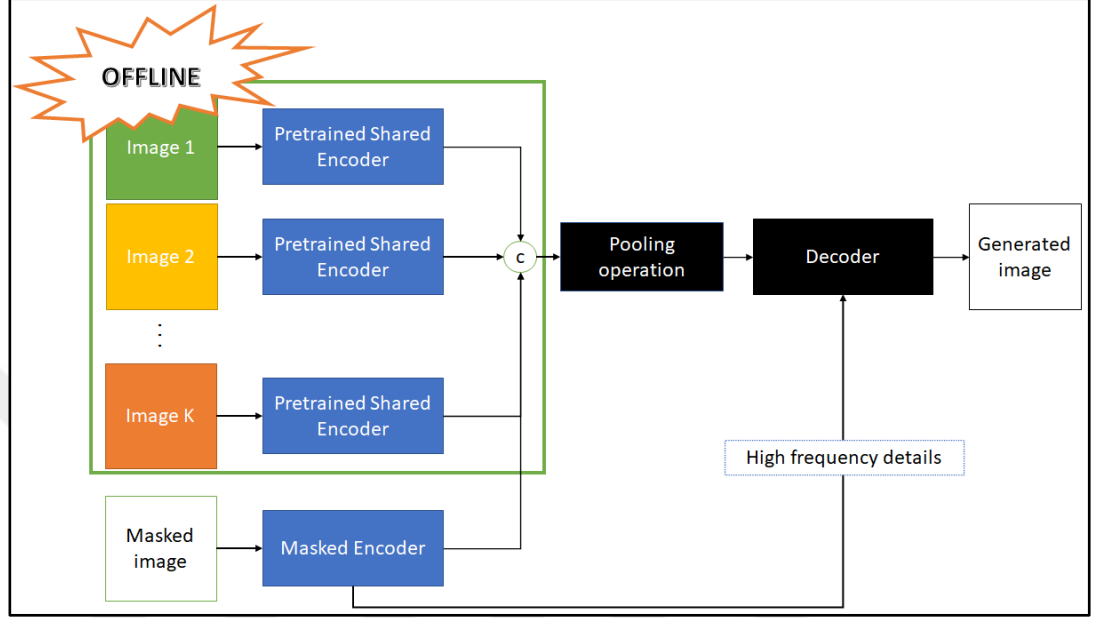 OFFLINE
Image 1
Pretrained Shared
Encoder
Image 2
Pretrained Shared
Encoder
c
Pooling
operation
Decoder
Generated
image
⋮
Image K
Pretrained Shared
Encoder
High frequency details
Masked
image
Masked Encoder